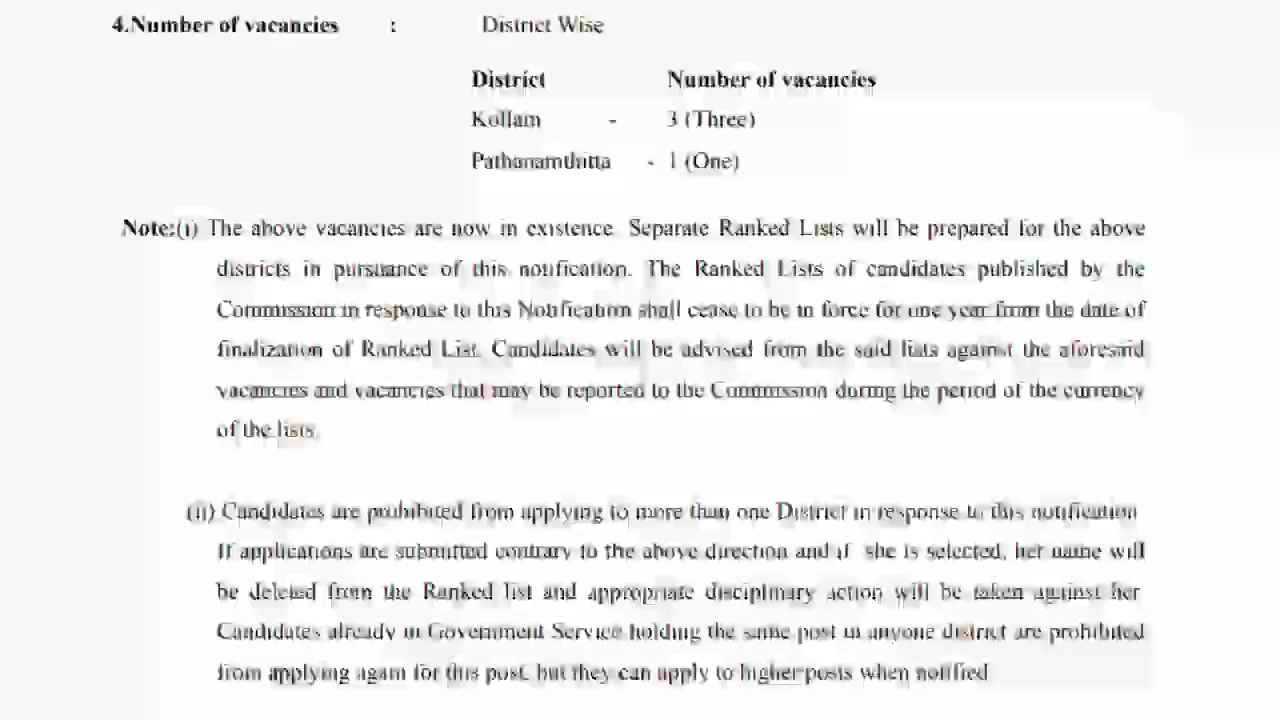 4.Number of vacancies : District Wise
District Number of vacancies
Kollam - 3 (Three)
Pathanamthitta - 1 (One)
Note:(i) The above vacancies are now in existence. Separate Ranked Lists will be prepared for the above
districts in pursuance of this notification. The Ranked Lists of candidates published by the
Commission in response to this Notification shall cease to be in force for one year from the date of
finalization of Ranked List. Candidates will be advised from the said lists against the aforesaid
vacancies and vacancies that may be reported to the Commission during the period of the currency
of the lists.
(ii) Candidates are prohibited from applying to more than one District in response to this notification
If applications are submitted contrary to the above direction and if she is selected, her name will
be deleted from the Ranked list and appropriate disciplinary action will be taken against her.
Candidates already in Government Service holding the same post in anyone district are prohibited
from applying again for this post, but they can apply to higher posts when notified